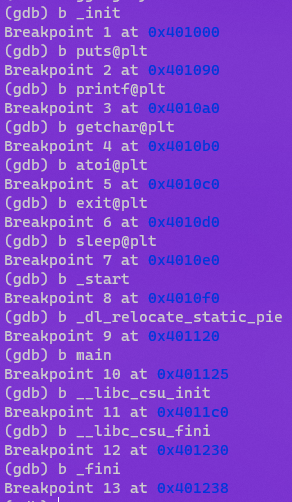 (gdb) b _init
Breakpoint 1 at 0x401000
(gdb) b puts@plt
Breakpoint 2 at 0x401090
(gdb) b printf@plt
Breakpoint 3 at 0x4010a0
(gdb) b getchar@plt
Breakpoint 4 at 0x4010b0
(gdb) b atoi@plt
Breakpoint 5 at 0x4010c0
(gdb) b exit@plt
Breakpoint 6 at 0x4010d0
(gdb) b sleep@plt
Breakpoint 7 at 0x4010e0
(gdb) b _start
Breakpoint 8 at 0x4010f0
(gdb) b _dl_relocate_static_pie
Breakpoint 9 at 0x401120
(gdb) b main
Breakpoint 10 at 0x401125
(gdb) b __libc_csu_init
Breakpoint 11 at 0x4011c0
(gdb) b __libc_csu_fini
Breakpoint 12 at 0x401230
(gdb) b _fini
Breakpoint 13 at 0x401238